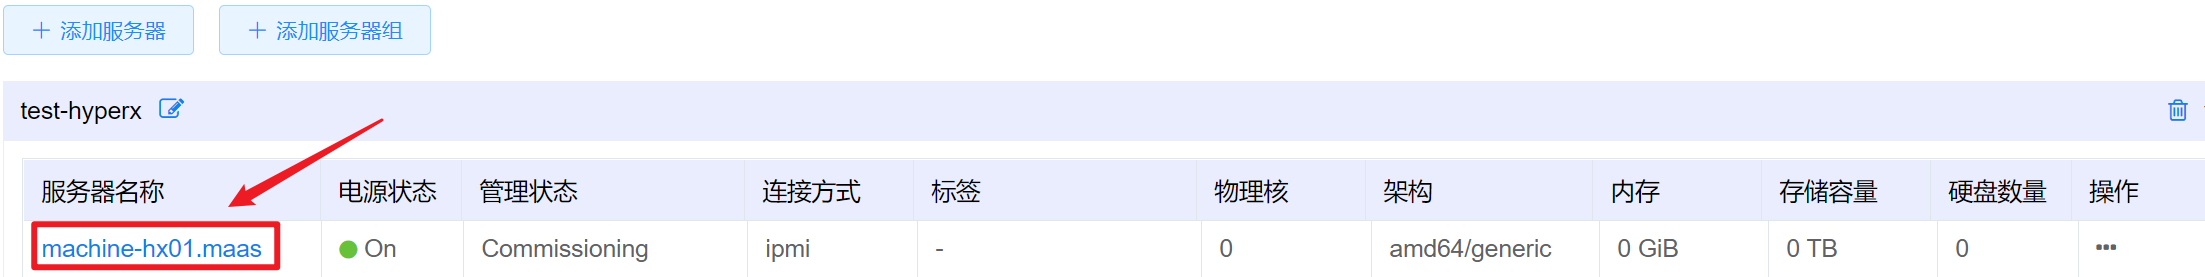 + 添加服务器 + 添加服务器组
test-hyperx
服务器名称 电源状态 管理状态 连接方式 标签 物理核 架构 内存 存储容量 硬盘数量 操作
machine-hx01.maas On Commissioning ipmi - 0 amd64/generic 0 GiB 0 TB 0 •••